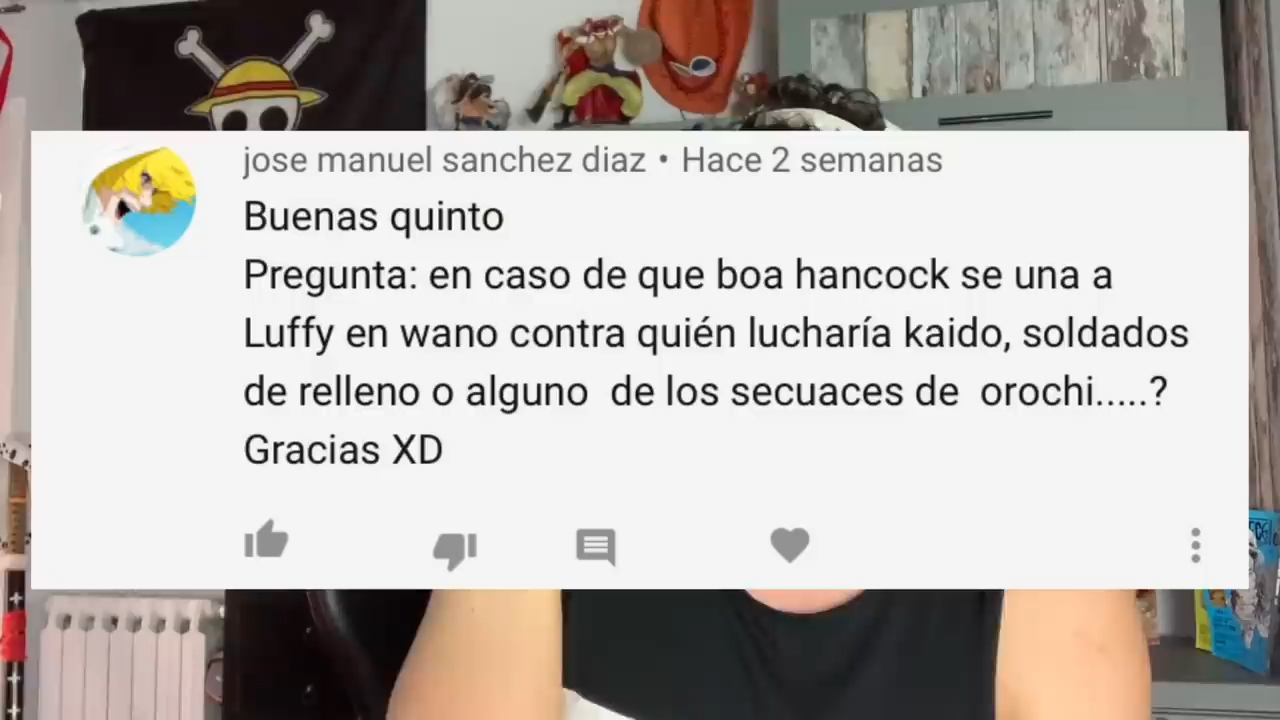 jose manuel sanchez diaz • Hace 2 semanas
Buenas quinto
Pregunta: en caso de que boa hancock se una a
Luffy en wano contra quién lucharía kaido, soldados
de relleno o alguno  de los secuaces de  orochi.....?
Gracias XD